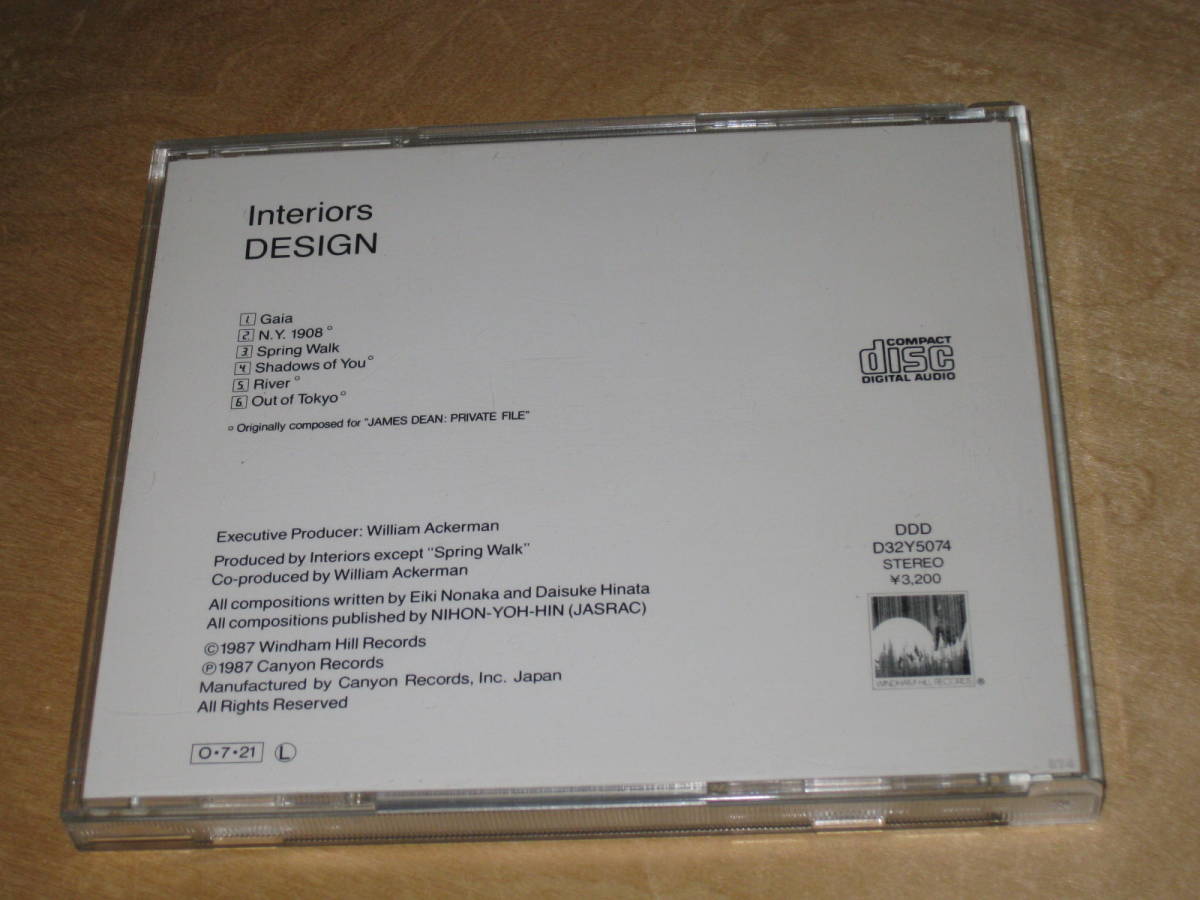 Interiors
DESIGN
1. Gaia
2. N.Y. 1908°
3. Spring Walk
4. Shadows of You°
5. River°
6. Out of Tokyo°
° Originally composed for "JAMES DEAN: PRIVATE FILE"
COMPACT
disc
DIGITAL AUDIO
Executive Producer: William Ackerman
Produced by Interiors except "Spring Walk"
Co-produced by William Ackerman
All compositions written by Eiki Nonaka and Daisuke Hinata
All compositions published by NIHON-YOH-HIN (JASRAC)
©1987 Windham Hill Records
℗1987 Canyon Records
Manufactured by Canyon Records, Inc. Japan
All Rights Reserved
O•7•21 Ⓛ
DDD
D32Y5074
STEREO
¥3,200
WINDHAM HILL RECORDS ®